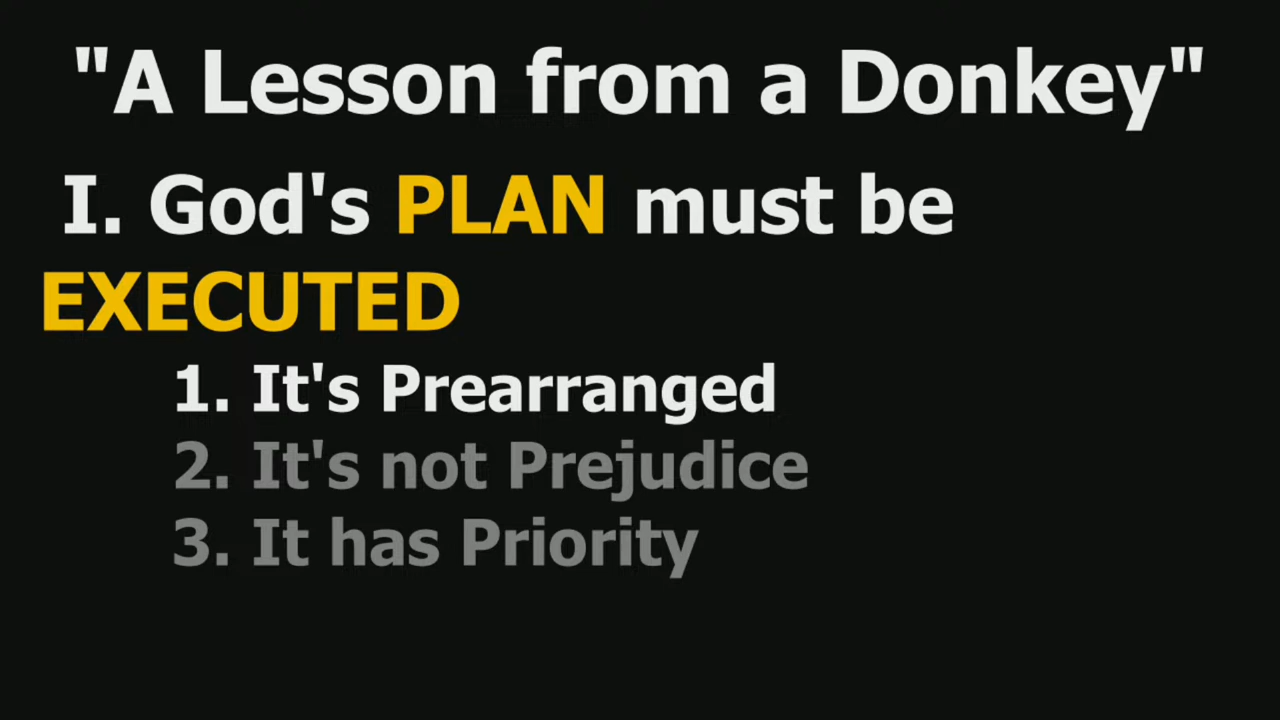 "A Lesson from a Donkey"
I. God's PLAN must be
EXECUTED
1. It's Prearranged
2. It's not Prejudice
3. It has Priority